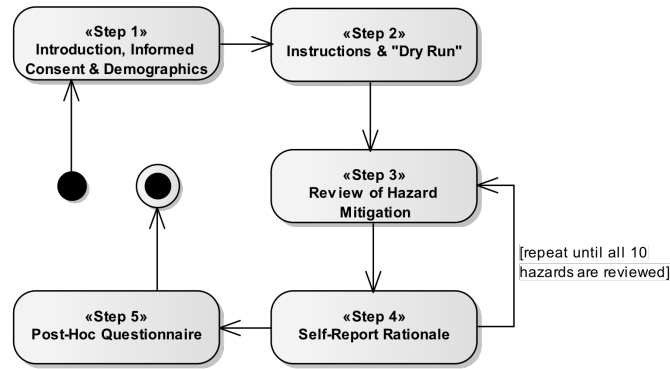 «Step 1»
Introduction, Informed
Consent & Demographics
«Step 2»
Instructions & "Dry Run"
«Step 3»
Review of Hazard
Mitigation
[repeat until all 10
hazards are reviewed]
«Step 4»
Self-Report Rationale
«Step 5»
Post-Hoc Questionnaire